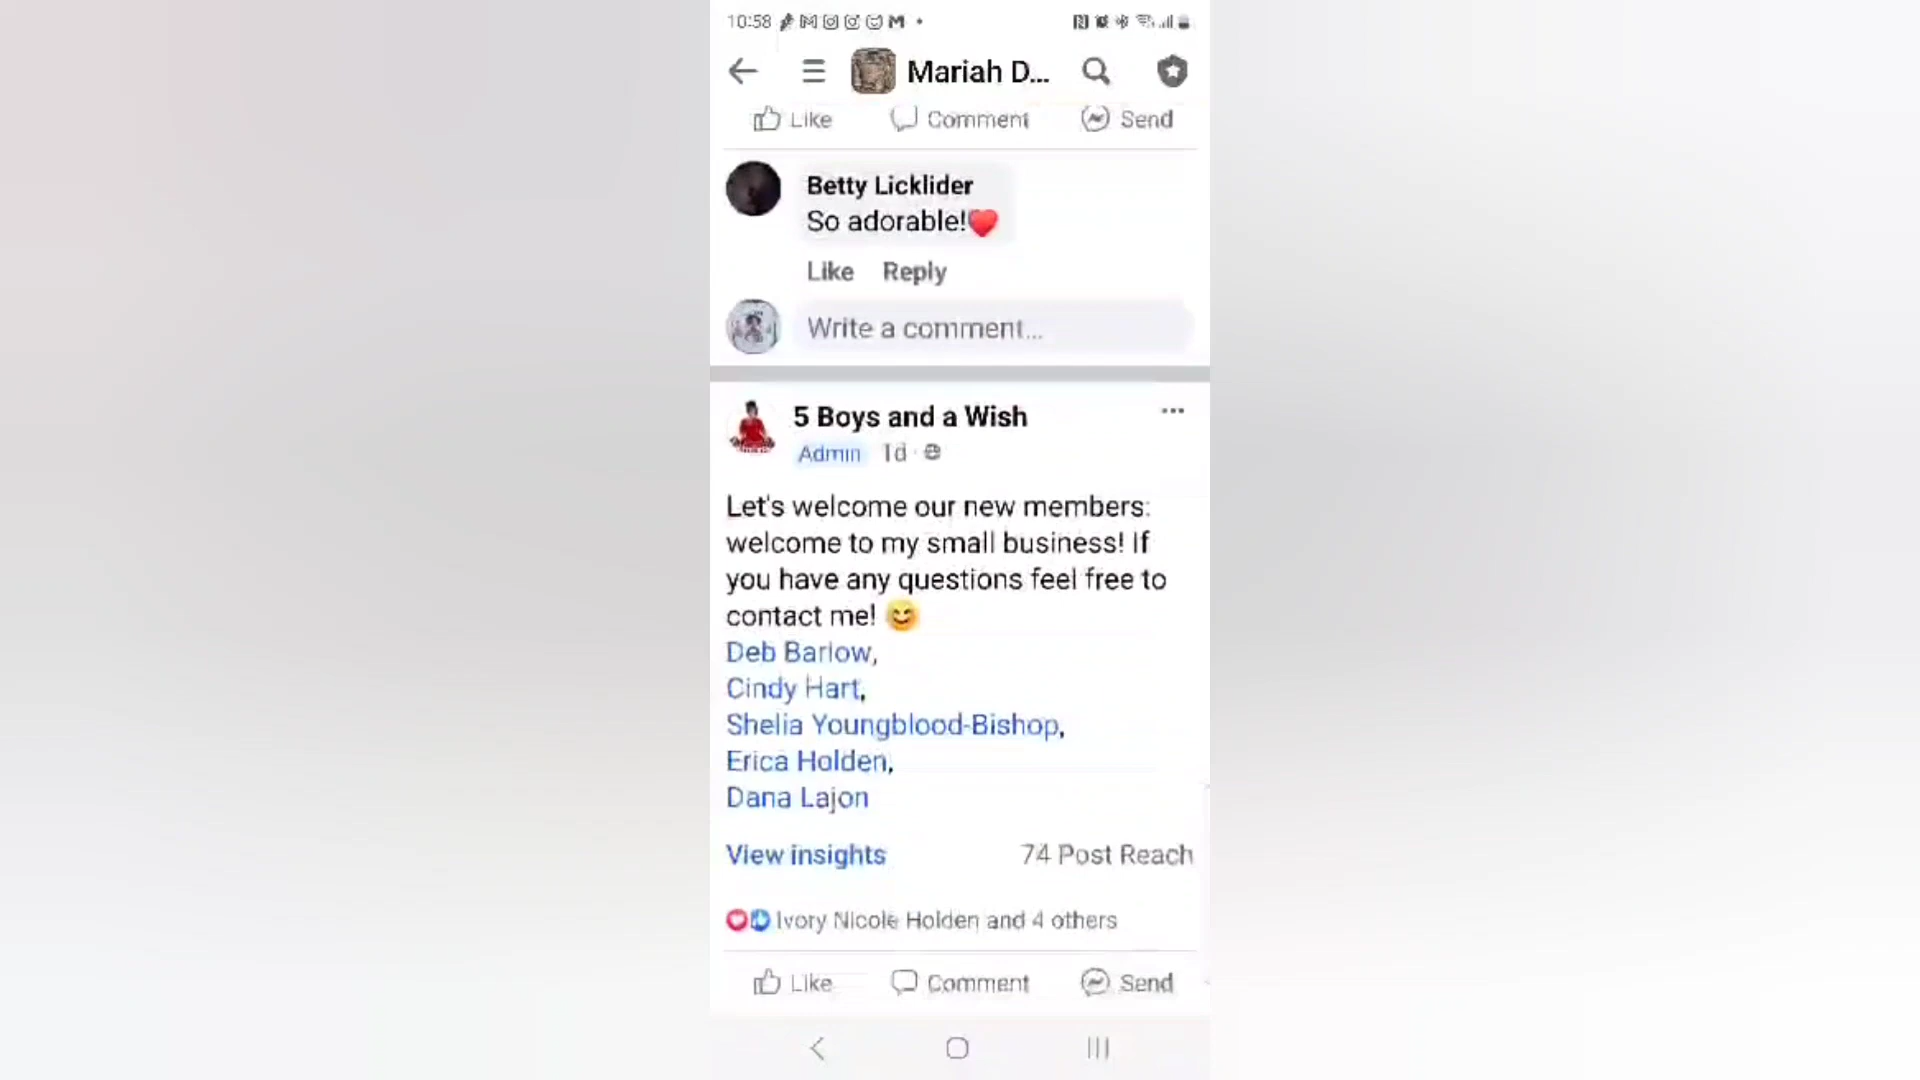 10:58
Mariah D...
Like Comment Send
Betty Licklider
So adorable!❤️
Like Reply
Write a comment...
5 Boys and a Wish
Admin 1d
Let's welcome our new members:
welcome to my small business! If
you have any questions feel free to
contact me! 😊
Deb Barlow,
Cindy Hart,
Shelia Youngblood-Bishop,
Erica Holden,
Dana Lajon
View insights 74 Post Reach
Ivory Nicole Holden and 4 others
Like Comment Send